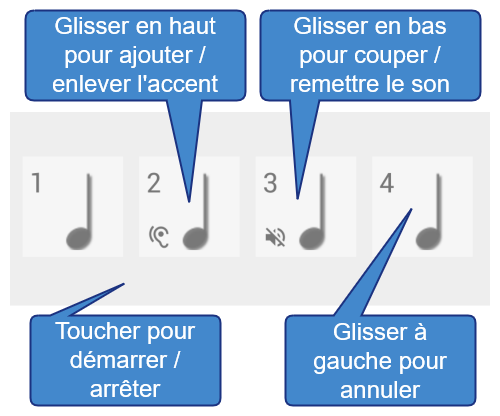 Glisser en haut
pour ajouter /
enlever l'accent
Glisser en bas
pour couper /
remettre le son
1
2
3
4
Toucher pour
démarrer /
arrêter
Glisser à
gauche pour
annuler